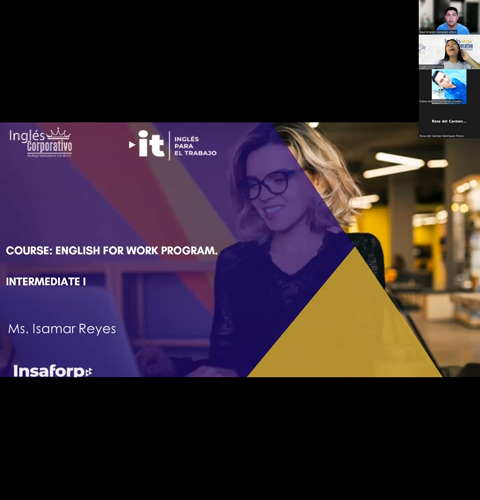 Inglés
Corporativo
it
INGLÉS
PARA
EL TRABAJO
COURSE: ENGLISH FOR WORK PROGRAM.
INTERMEDIATE I
Ms. Isamar Reyes
Insaforp
Rosa del Carmen...